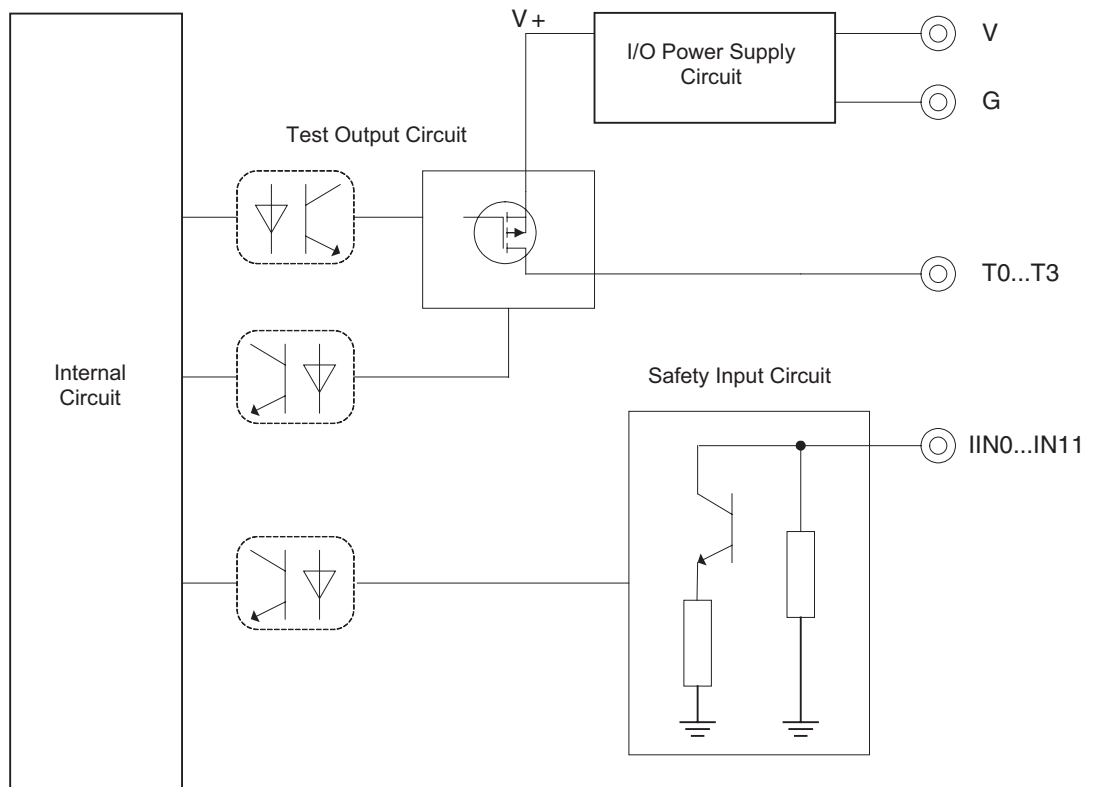 V +
I/O Power Supply
Circuit
V
G
Test Output Circuit
T0...T3
Internal
Circuit
Safety Input Circuit
IIN0...IN11